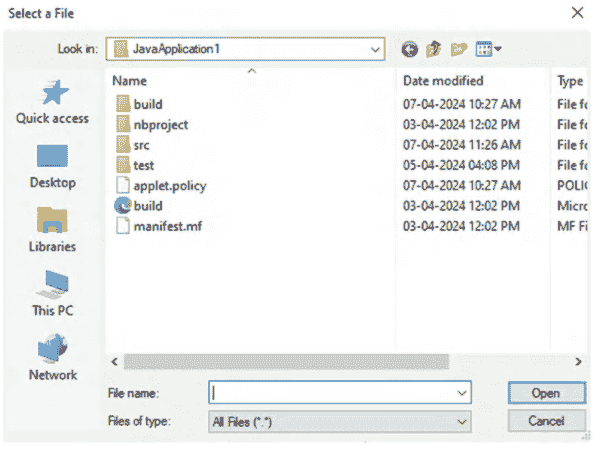 Select a File
Look in: JavaApplication1
Name Date modified Type
build 07-04-2024 10:27 AM File fo
nbproject 03-04-2024 12:02 PM File fo
src 07-04-2024 11:26 AM File fo
test 05-04-2024 04:08 PM File fo
applet.policy 07-04-2024 10:27 AM POLIC
build 03-04-2024 12:02 PM Micro
manifest.mf 03-04-2024 12:02 PM MF Fi
Quick access
Desktop
Libraries
This PC
Network
File name: Open
Files of type: All Files (*.*) Cancel